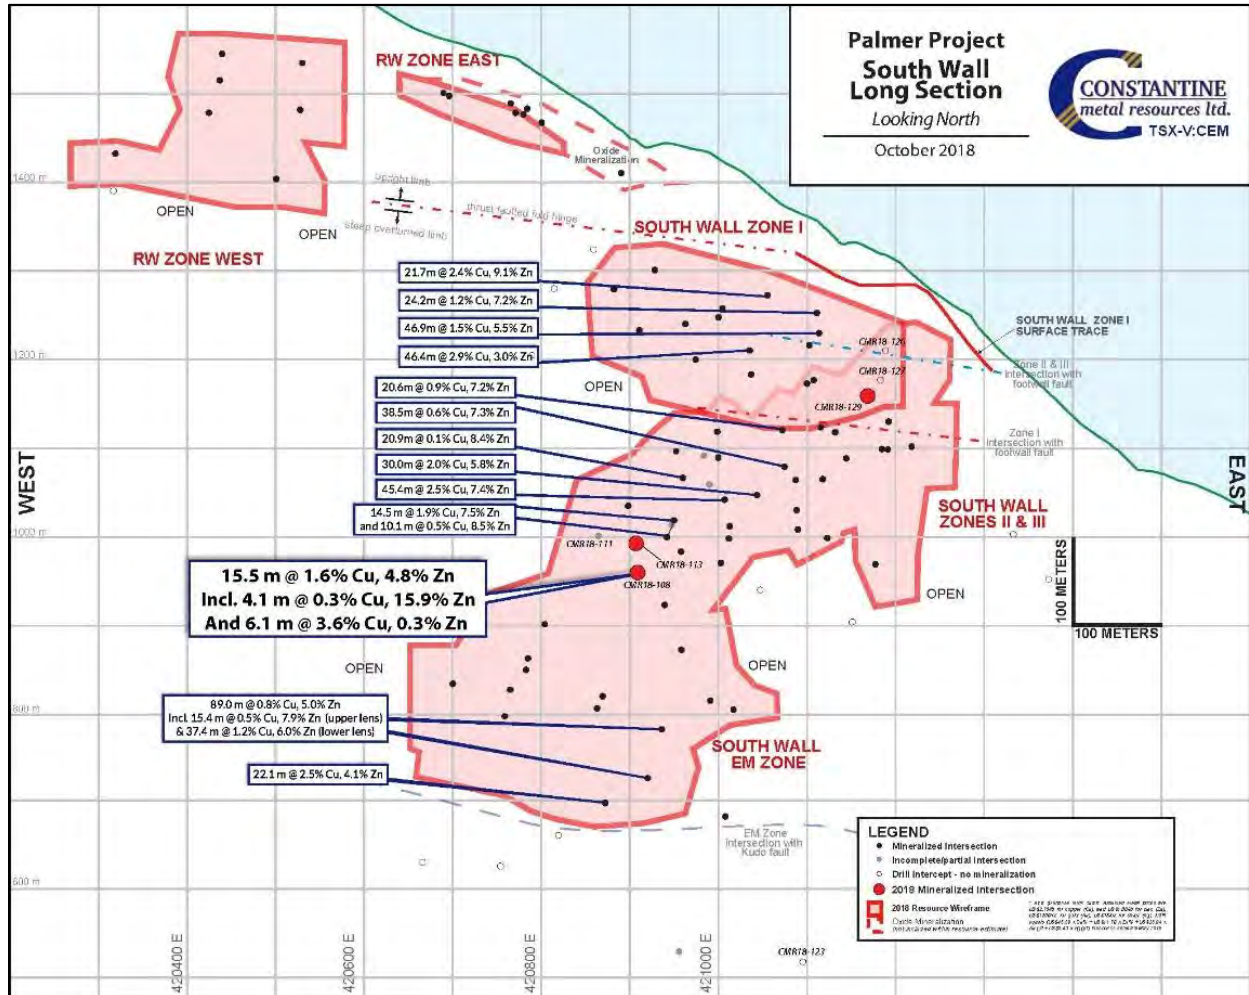 Palmer Project
South Wall
Long Section
Looking North
October 2018
CONSTANTINE
metal resources ltd.
TSX-V:CEM
RW ZONE EAST
Oxide
Mineralization
1400 m
OPEN
OPEN
RW ZONE WEST
upright limb
thrust faulted fold hinge
steep overturned limb
SOUTH WALL ZONE I
21.7m @ 2.4% Cu, 9.1% Zn
24.2m @ 1.2% Cu, 7.2% Zn
46.9m @ 1.5% Cu, 5.5% Zn
46.4m @ 2.9% Cu, 3.0% Zn
SOUTH WALL ZONE I
SURFACE TRACE
CMR18-126
1200 m
Zone II & III
Intersection with
footwall fault
CMR18-127
OPEN
20.6m @ 0.9% Cu, 7.2% Zn
CMR18-129
38.5m @ 0.6% Cu, 7.3% Zn
20.9m @ 0.1% Cu, 8.4% Zn
Zone I
Intersection with
footwall fault
30.0m @ 2.0% Cu, 5.8% Zn
45.4m @ 2.5% Cu, 7.4% Zn
WEST
EAST
14.5 m @ 1.9% Cu, 7.5% Zn
and 10.1 m @ 0.5% Cu, 8.5% Zn
SOUTH WALL
ZONES II & III
1000 m
CMR18-111
CMR18-113
CMR18-108
15.5 m @ 1.6% Cu, 4.8% Zn
Incl. 4.1 m @ 0.3% Cu, 15.9% Zn
And 6.1 m @ 3.6% Cu, 0.3% Zn
100 METERS
100 METERS
OPEN
OPEN
OPEN
89.0 m @ 0.8% Cu, 5.0% Zn
Incl. 15.4 m @ 0.5% Cu, 7.9% Zn (upper lens)
& 37.4 m @ 1.2% Cu, 6.0% Zn (lower lens)
800 m
SOUTH WALL
EM ZONE
22.1 m @ 2.5% Cu, 4.1% Zn
EM Zone
Intersection with
Kudo fault
600 m
LEGEND
Mineralized Intersection
Incomplete/partial intersection
Drill intercept - no mineralization
2018 Mineralized Intersection
2018 Resource Wireframe
Oxide Mineralization
(not included within resource estimate)
420400 E
420600 E
420800 E
421000 E
CMR18-123